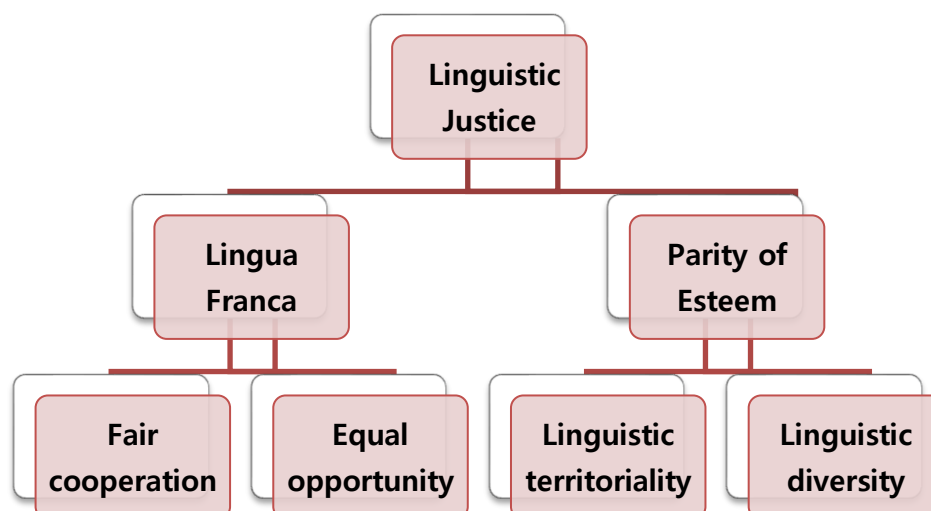 Linguistic
Justice
Lingua
Franca
Parity of
Esteem
Fair
cooperation
Equal
opportunity
Linguistic
territoriality
Linguistic
diversity